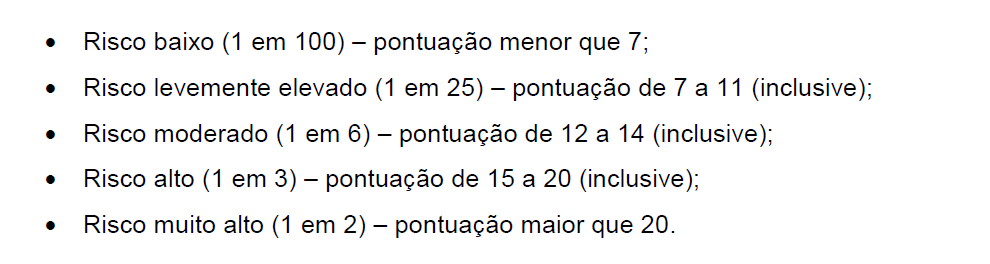 • Risco baixo (1 em 100) – pontuação menor que 7;
• Risco levemente elevado (1 em 25) – pontuação de 7 a 11 (inclusive);
• Risco moderado (1 em 6) – pontuação de 12 a 14 (inclusive);
• Risco alto (1 em 3) – pontuação de 15 a 20 (inclusive);
• Risco muito alto (1 em 2) – pontuação maior que 20.